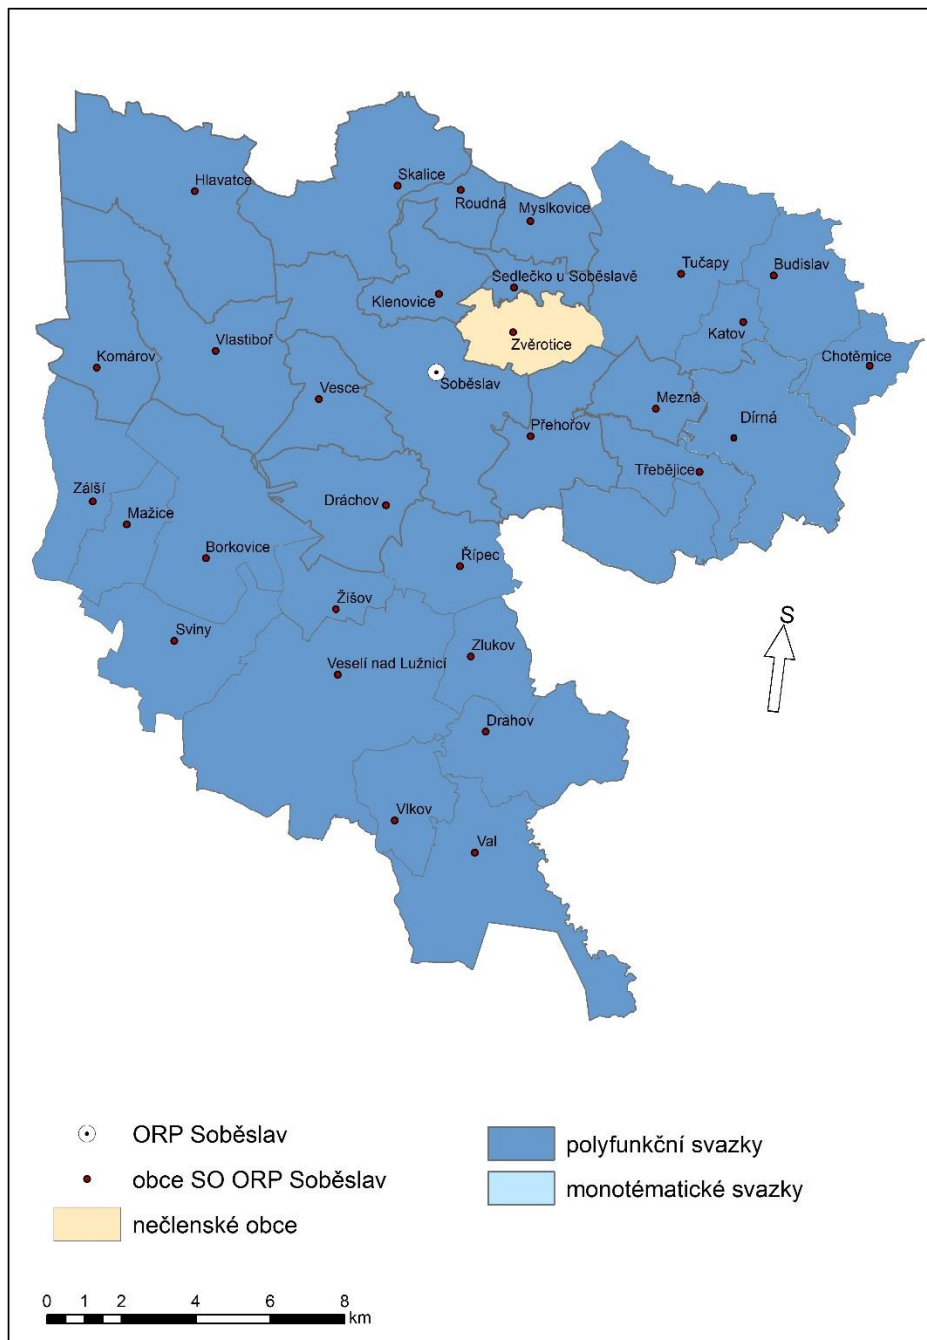 Skalice
Hlavatce
Roudná
Myslkovice
Tučapy
Budislav
Sedlečko u Soběslavě
Klenovice
Katov
Zvěrotice
Vlastiboř
Komárov
Chotěmice
Soběslav
Vesce
Mezná
Dírná
Přehořov
Třebějice
Zálší
Dráchov
Mažice
Borkovice
Řípec
Žíšov
S
Sviny
Zlukov
Veselí nad Lužnicí
Drahov
Vlkov
Val
ORP Soběslav
obce SO ORP Soběslav
nečlenské obce
polyfunkční svazky
monotématické svazky
0 1 2 4 6 8
km